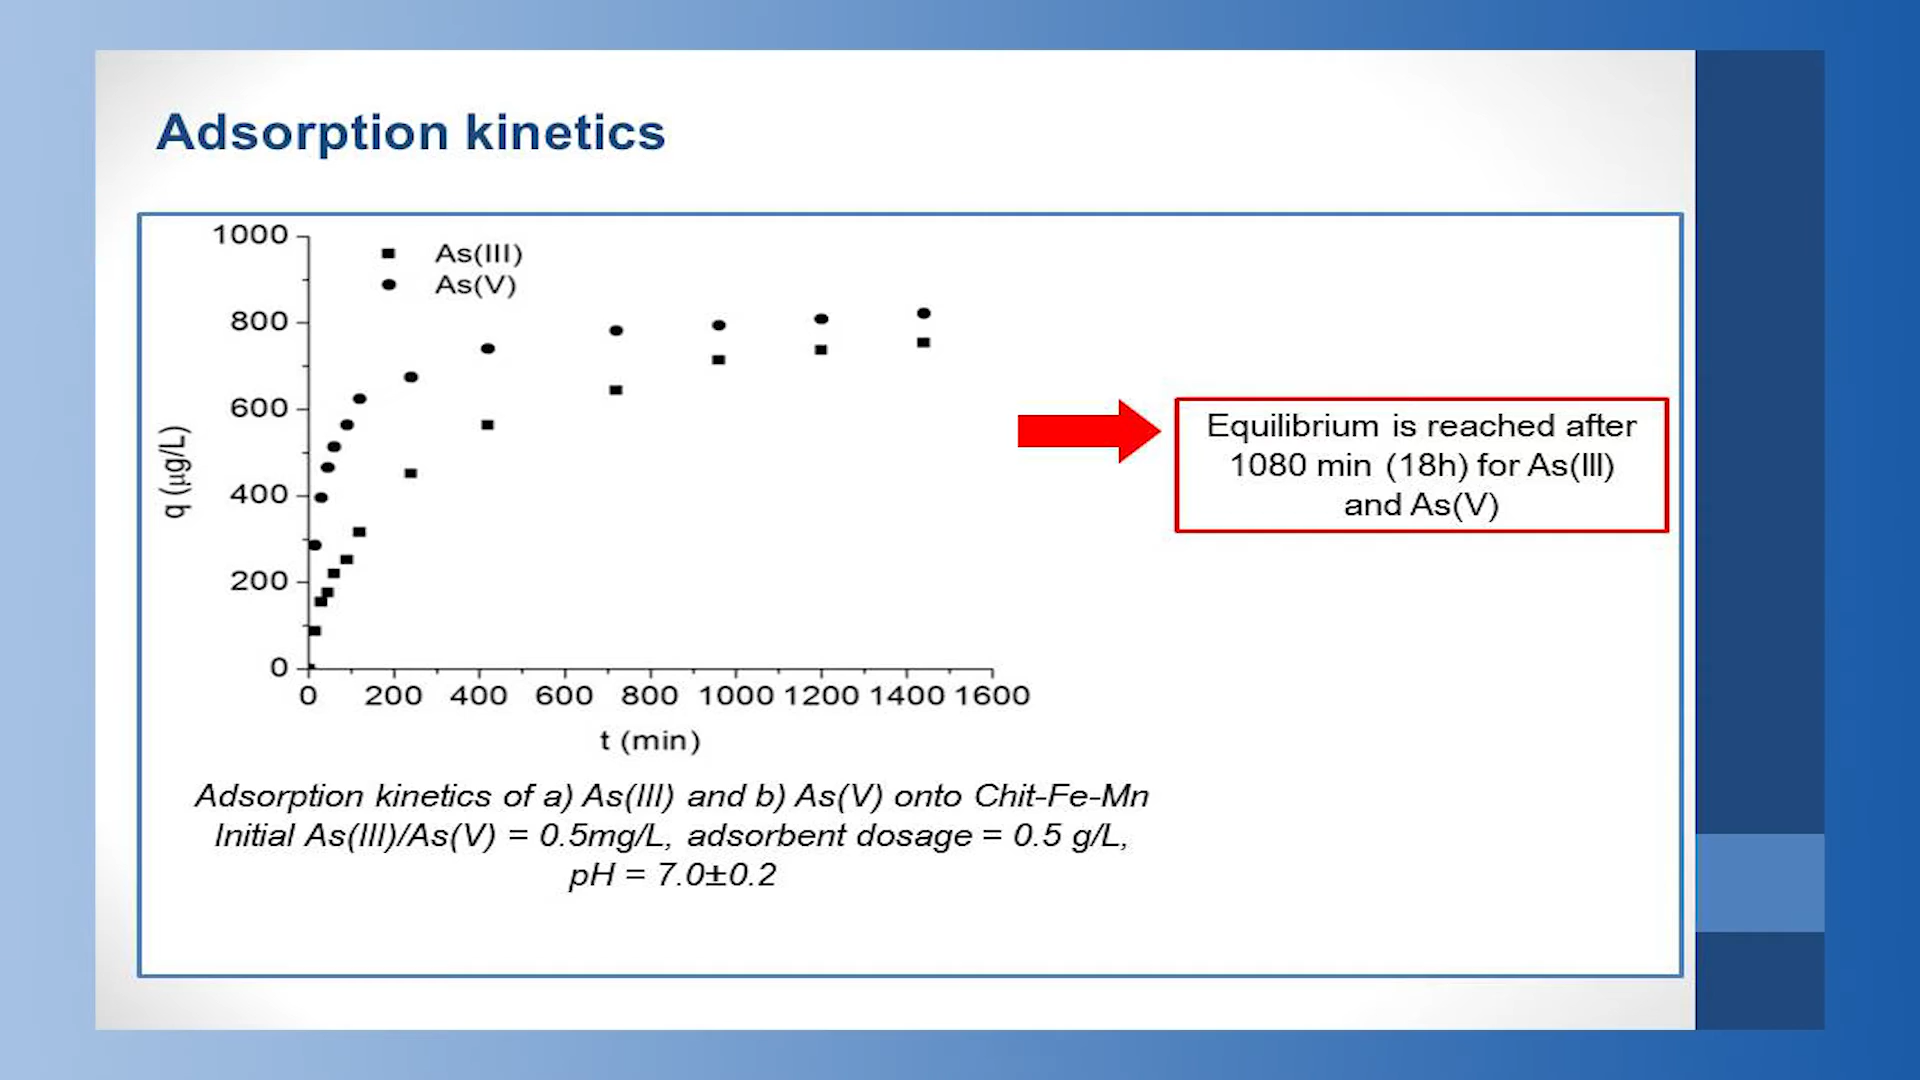 Adsorption kinetics
1000
800
600
400
200
0
As(III)
As(V)
q (µg/L)
0 200 400 600 800 1000 1200 1400 1600
t (min)
Equilibrium is reached after
1080 min (18h) for As(III)
and As(V)
Adsorption kinetics of a) As(III) and b) As(V) onto Chit-Fe-Mn
Initial As(III)/As(V) = 0.5mg/L, adsorbent dosage = 0.5 g/L,
pH = 7.0±0.2